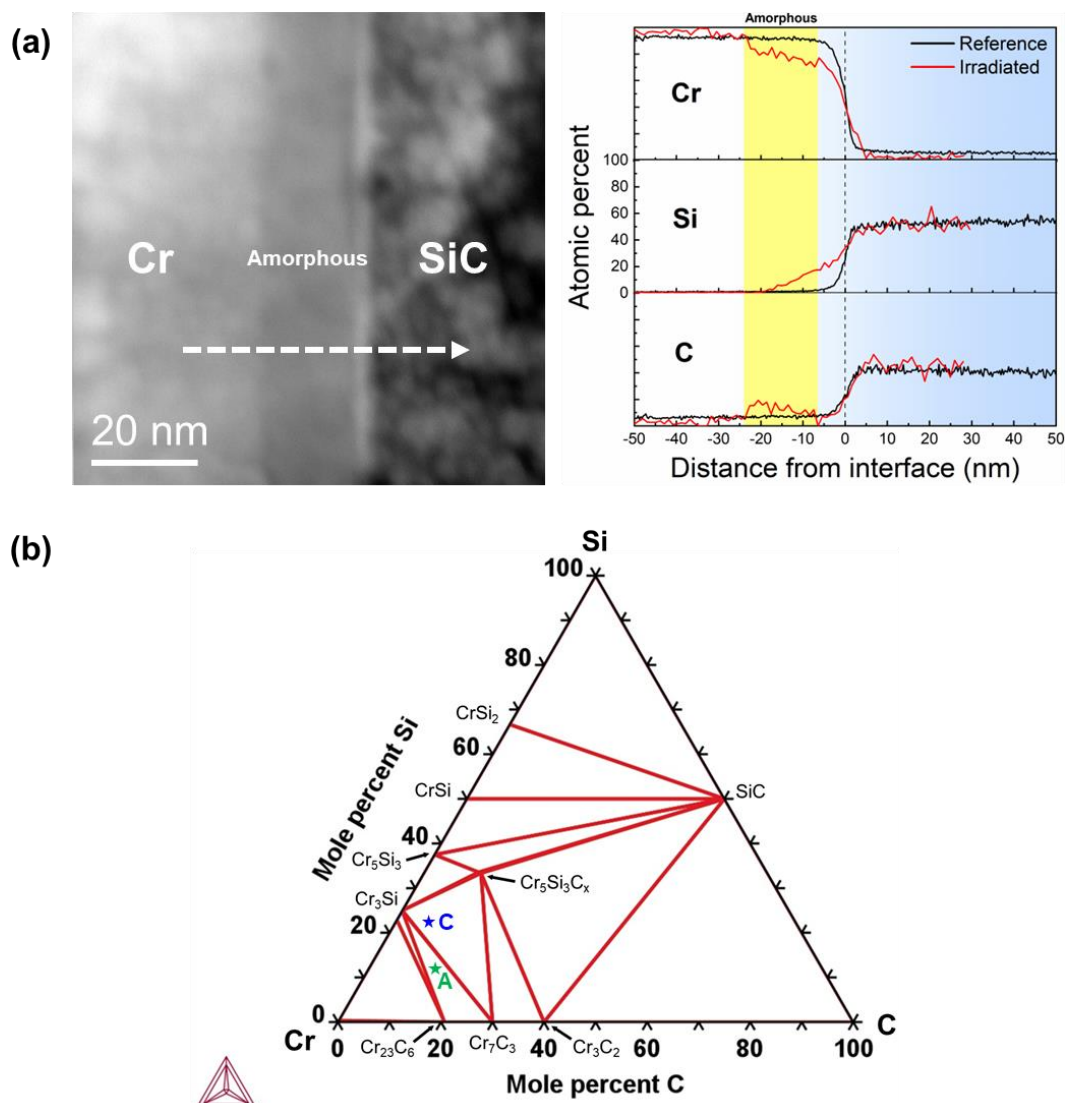 (a)
Cr
Amorphous
SiC
20 nm
Amorphous
Reference
Irradiated
Cr
Si
C
Atomic percent
100
80
60
40
20
0
-50 -40 -30 -20 -10 0 10 20 30 40 50
Distance from interface (nm)
(b)
Si
100
80
60
40
20
0
Mole percent Si
CrSi2
CrSi
Cr5Si3
Cr3Si
SiC
Cr5Si3Cx
C
A
Cr
C
0 20 40 60 80 100
Cr23C6
Cr7C3
Cr3C2
Mole percent C